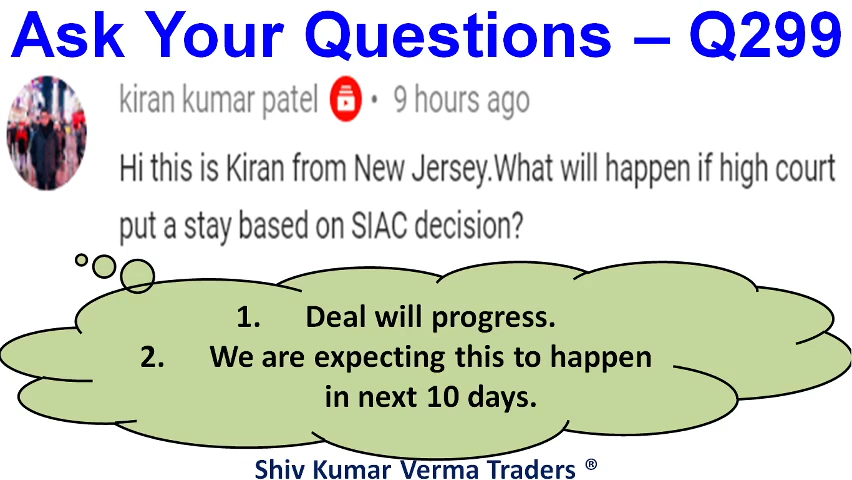 Ask Your Questions – Q299
kiran kumar patel • 9 hours ago
Hi this is Kiran from New Jersey.What will happen if high court
put a stay based on SIAC decision?
1. Deal will progress.
2. We are expecting this to happen
in next 10 days.
Shiv Kumar Verma Traders ®